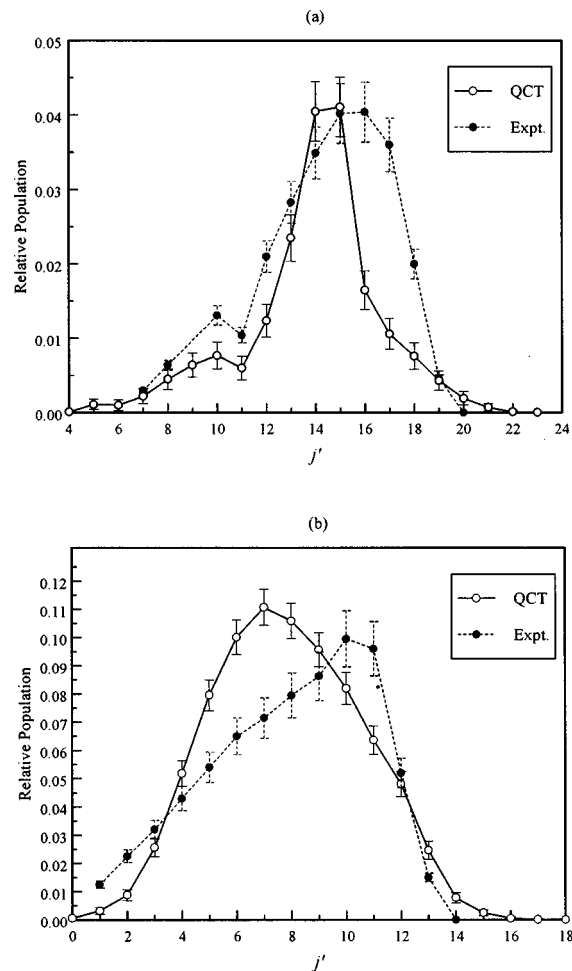 (a)
0.05
0.04
0.03
0.02
0.01
0.00
Relative Population
QCT
Expt.
4 6 8 10 12 14 16 18 20 22 24
j'
(b)
0.12
0.11
0.10
0.09
0.08
0.07
0.06
0.05
0.04
0.03
0.02
0.01
0.00
Relative Population
QCT
Expt.
0 2 4 6 8 10 12 14 16 18
j'